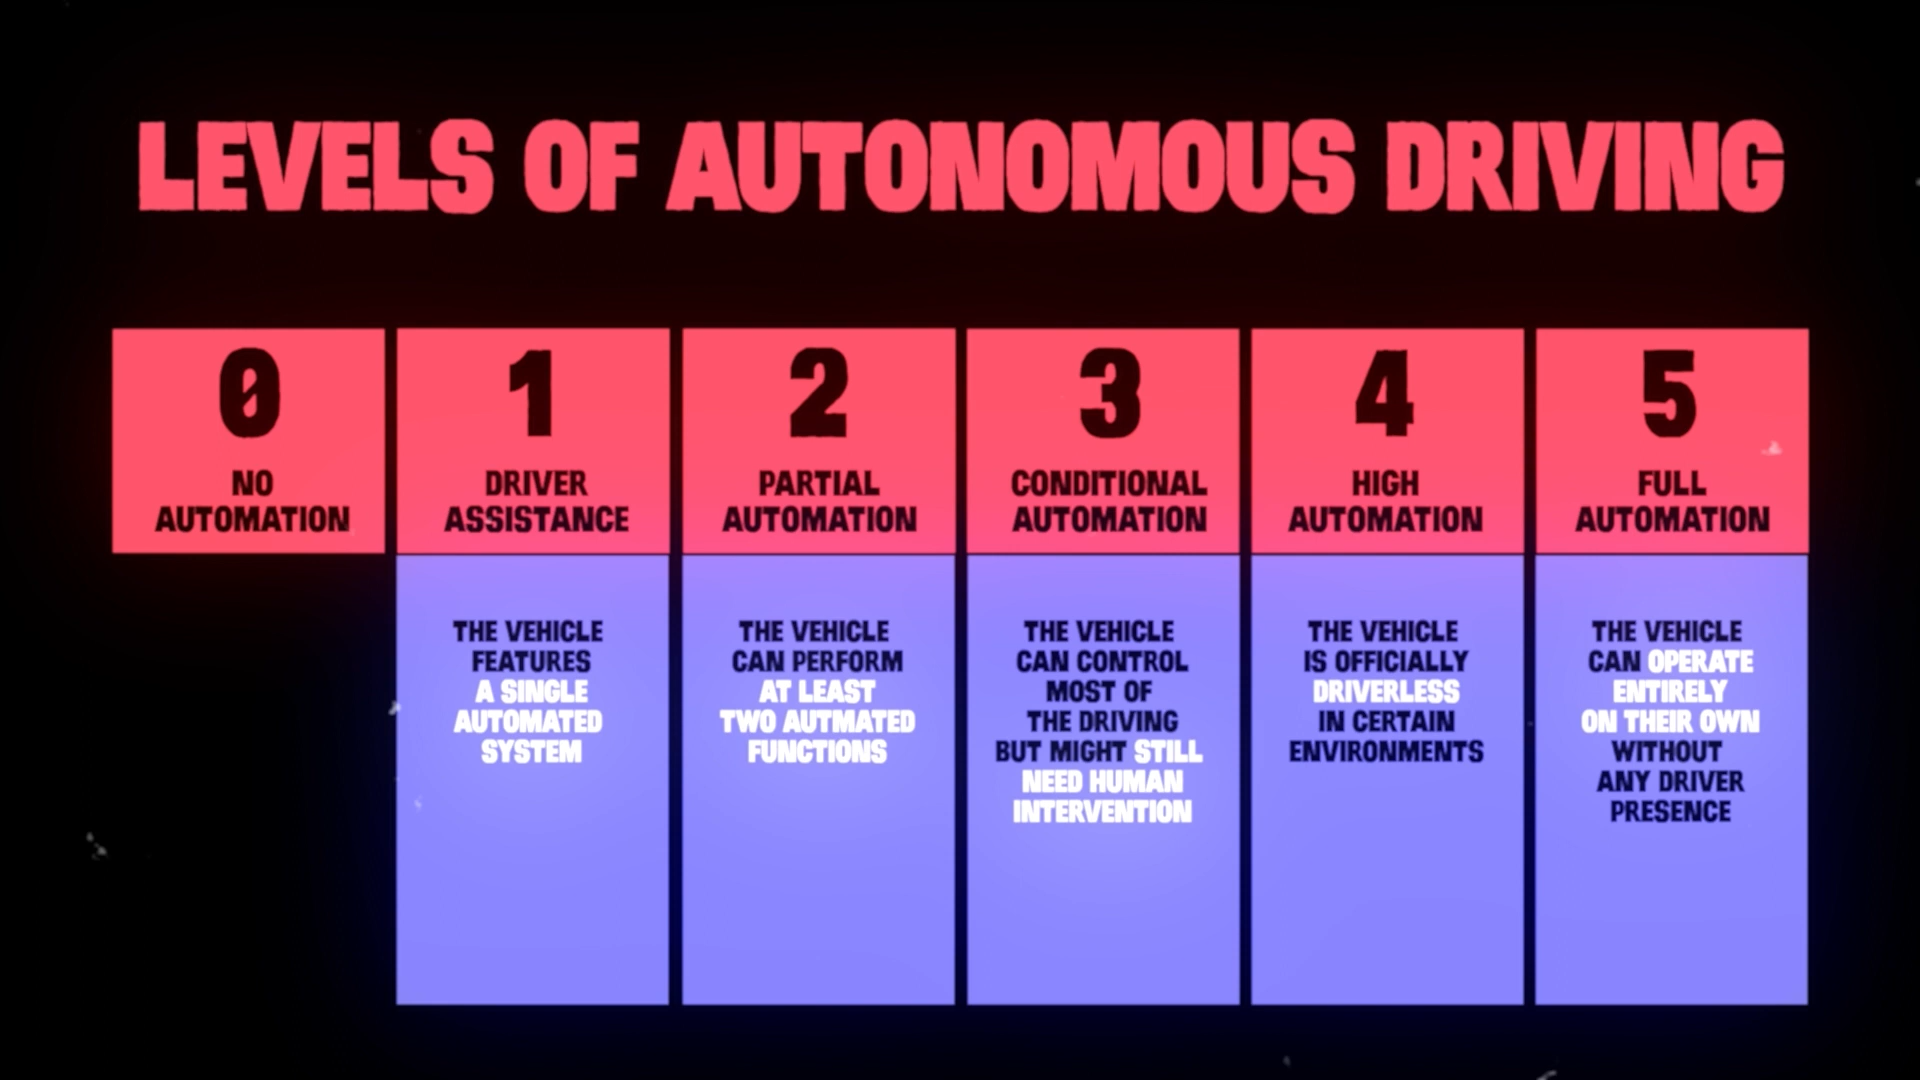 LEVELS OF AUTONOMOUS DRIVING
0
NO
AUTOMATION
1
DRIVER
ASSISTANCE
THE VEHICLE
FEATURES
A SINGLE
AUTOMATED
SYSTEM
2
PARTIAL
AUTOMATION
THE VEHICLE
CAN PERFORM
AT LEAST
TWO AUTMATED
FUNCTIONS
3
CONDITIONAL
AUTOMATION
THE VEHICLE
CAN CONTROL
MOST OF
THE DRIVING
BUT MIGHT STILL
NEED HUMAN
INTERVENTION
4
HIGH
AUTOMATION
THE VEHICLE
IS OFFICIALLY
DRIVERLESS
IN CERTAIN
ENVIRONMENTS
5
FULL
AUTOMATION
THE VEHICLE
CAN OPERATE
ENTIRELY
ON THEIR OWN
WITHOUT
ANY DRIVER
PRESENCE